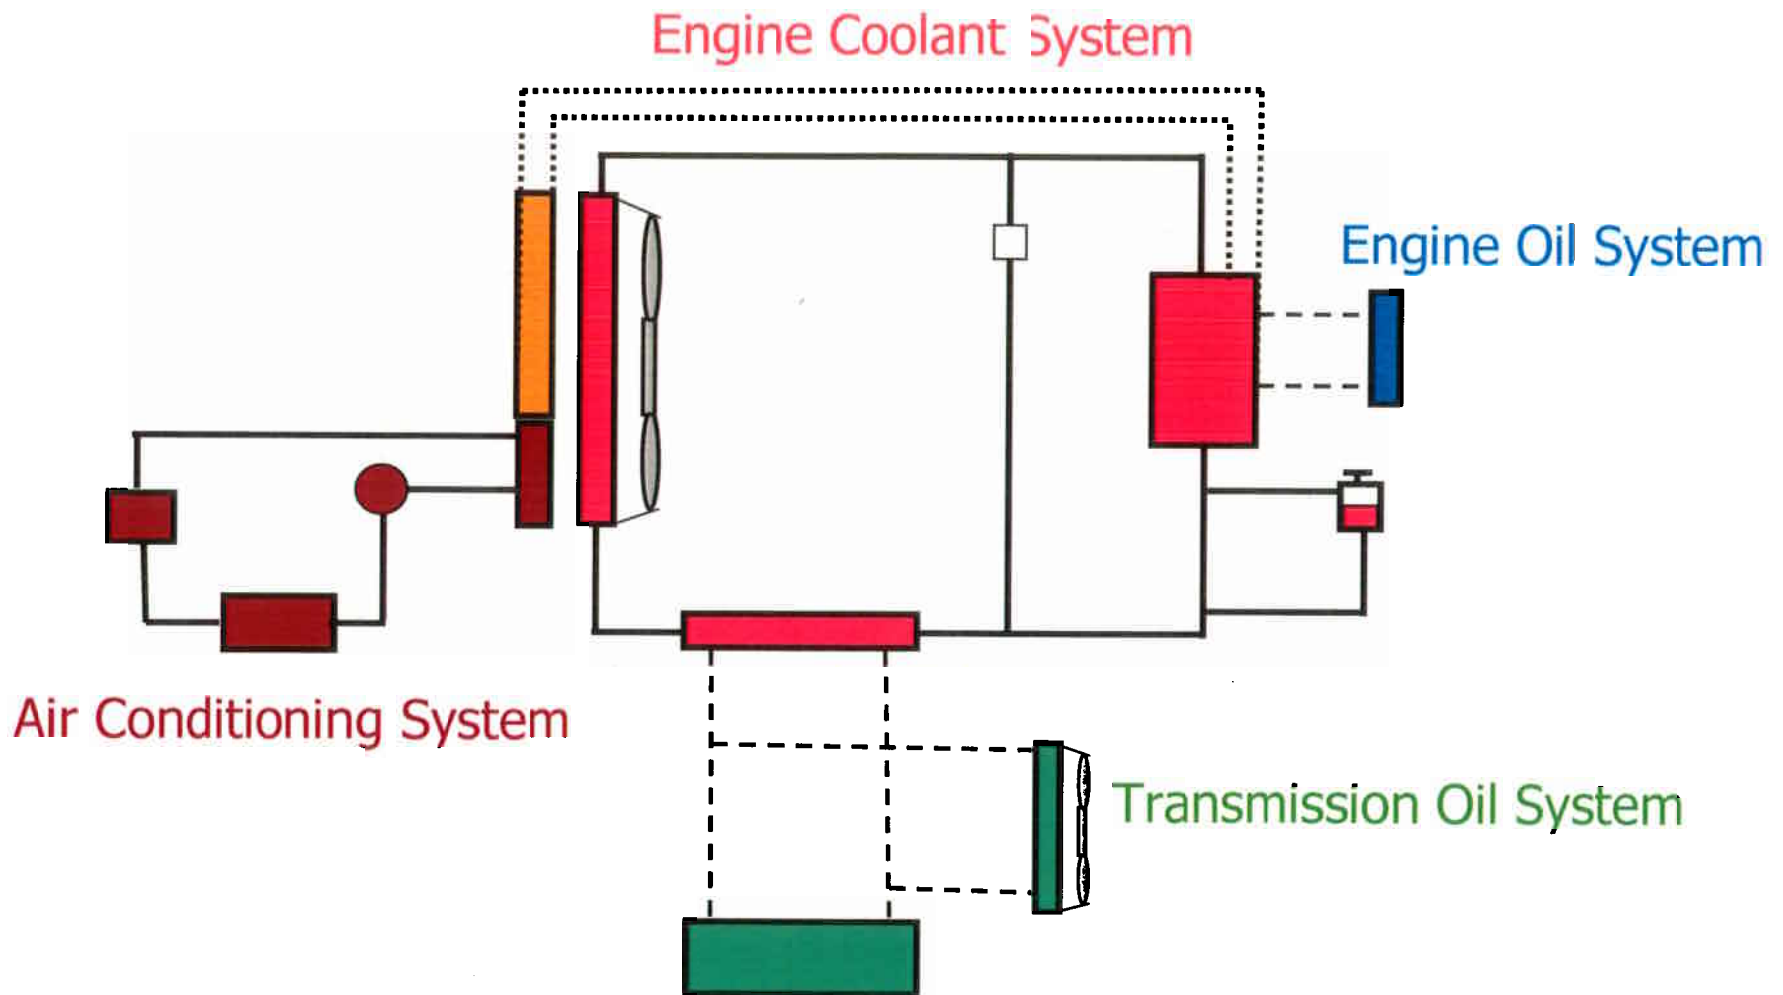 Engine Coolant System
Engine Oil System
Air Conditioning System
Transmission Oil System